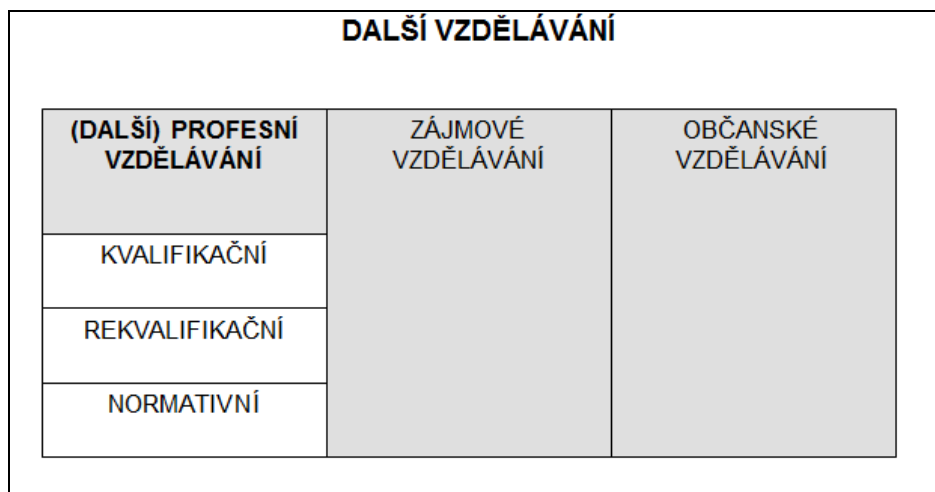 DALŠÍ VZDĚLÁVÁNÍ
(DALŠÍ) PROFESNÍ
VZDĚLÁVÁNÍ
ZÁJMOVÉ
VZDĚLÁVÁNÍ
OBČANSKÉ
VZDĚLÁVÁNÍ
KVALIFIKAČNÍ
REKVALIFIKAČNÍ
NORMATIVNÍ